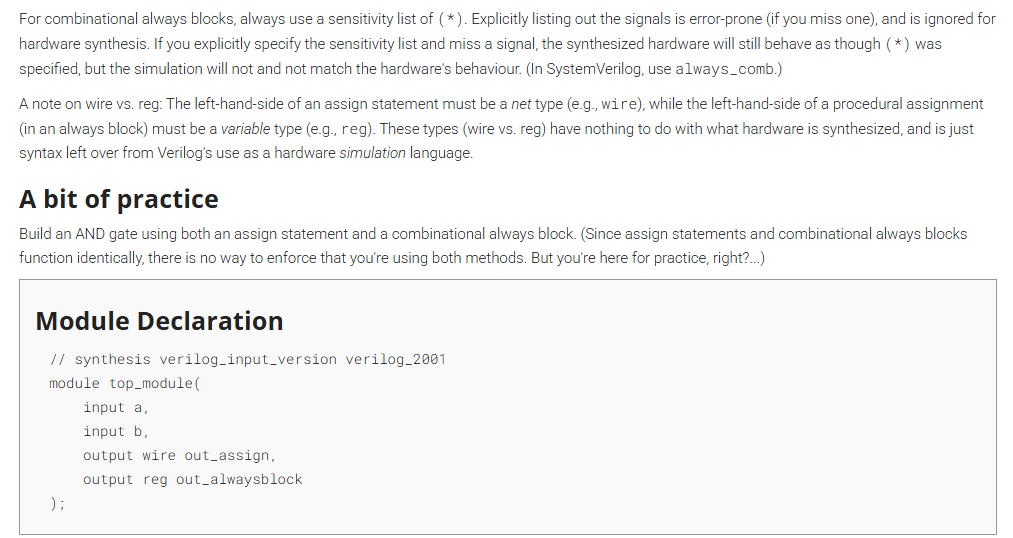 For combinational always blocks, always use a sensitivity list of (*). Explicitly listing out the signals is error-prone (if you miss one), and is ignored for
hardware synthesis. If you explicitly specify the sensitivity list and miss a signal, the synthesized hardware will still behave as though (*) was
specified, but the simulation will not and not match the hardware's behaviour. (In SystemVerilog, use always_comb.)
A note on wire vs. reg: The left-hand-side of an assign statement must be a net type (e.g., wire), while the left-hand-side of a procedural assignment
(in an always block) must be a variable type (e.g., reg). These types (wire vs. reg) have nothing to do with what hardware is synthesized, and is just
syntax left over from Verilog's use as a hardware simulation language.
A bit of practice
Build an AND gate using both an assign statement and a combinational always block. (Since assign statements and combinational always blocks
function identically, there is no way to enforce that you're using both methods. But you're here for practice, right?...)
Module Declaration
// synthesis verilog_input_version verilog_2001
module top_module(
    input a,
    input b,
    output wire out_assign,
    output reg out_alwaysblock
);